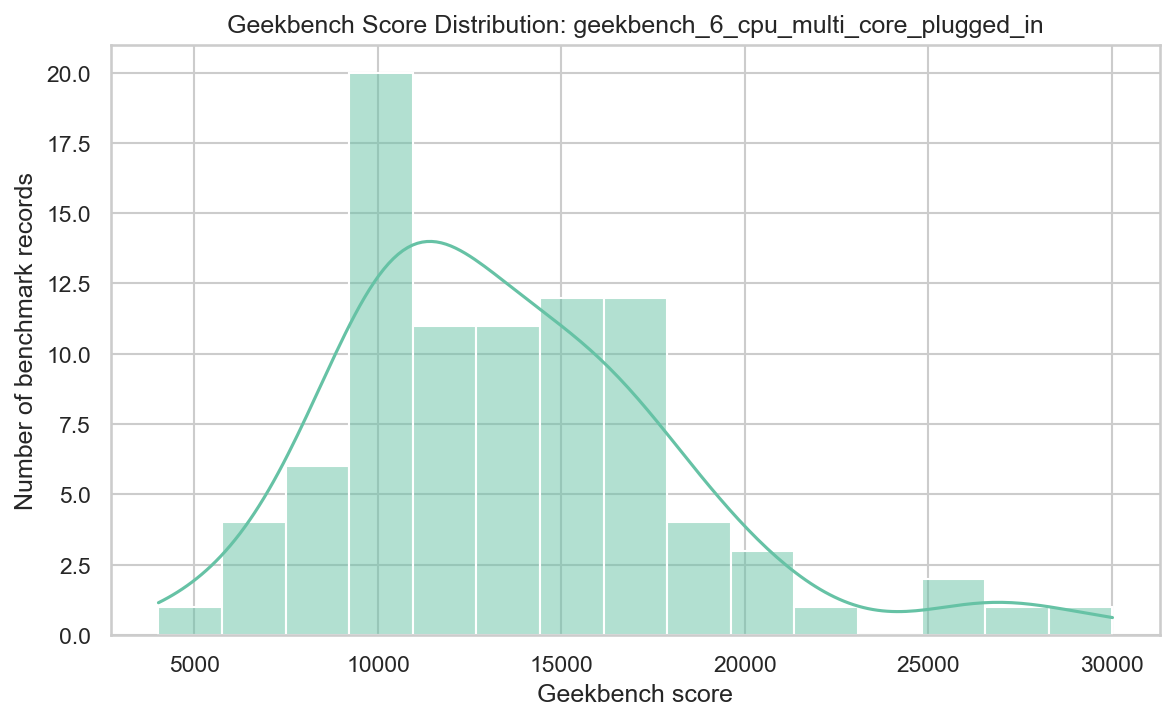 Geekbench Score Distribution: geekbench_6_cpu_multi_core_plugged_in
Number of benchmark records
20.0
17.5
15.0
12.5
10.0
7.5
5.0
2.5
0.0
5000 10000 15000 20000 25000 30000
Geekbench score